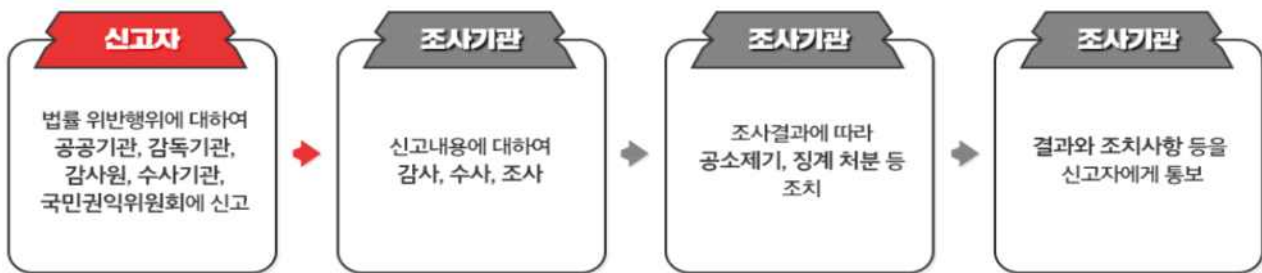 신고자
법률 위반행위에 대하여
공공기관, 감독기관,
감사원, 수사기관,
국민권익위원회에 신고
조사기관
신고내용에 대하여
감사, 수사, 조사
조사기관
조사결과에 따라
공소제기, 징계 처분 등
조치
조사기관
결과와 조치사항 등을
신고자에게 통보